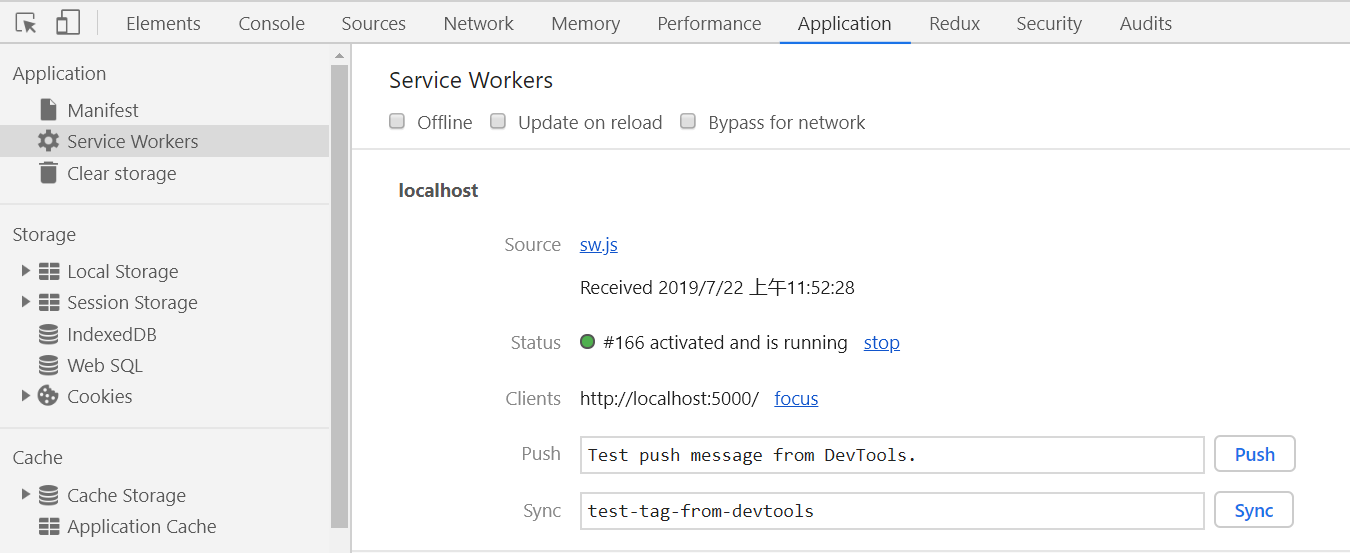 Elements Console Sources Network Memory Performance Application Redux Security Audits
Application
Manifest
Service Workers
Clear storage
Storage
Local Storage
Session Storage
IndexedDB
Web SQL
Cookies
Cache
Cache Storage
Application Cache
Service Workers
Offline Update on reload Bypass for network
localhost
Source sw.js
Received 2019/7/22 上午11:52:28
Status #166 activated and is running stop
Clients http://localhost:5000/ focus
Push Test push message from DevTools. Push
Sync test-tag-from-devtools Sync